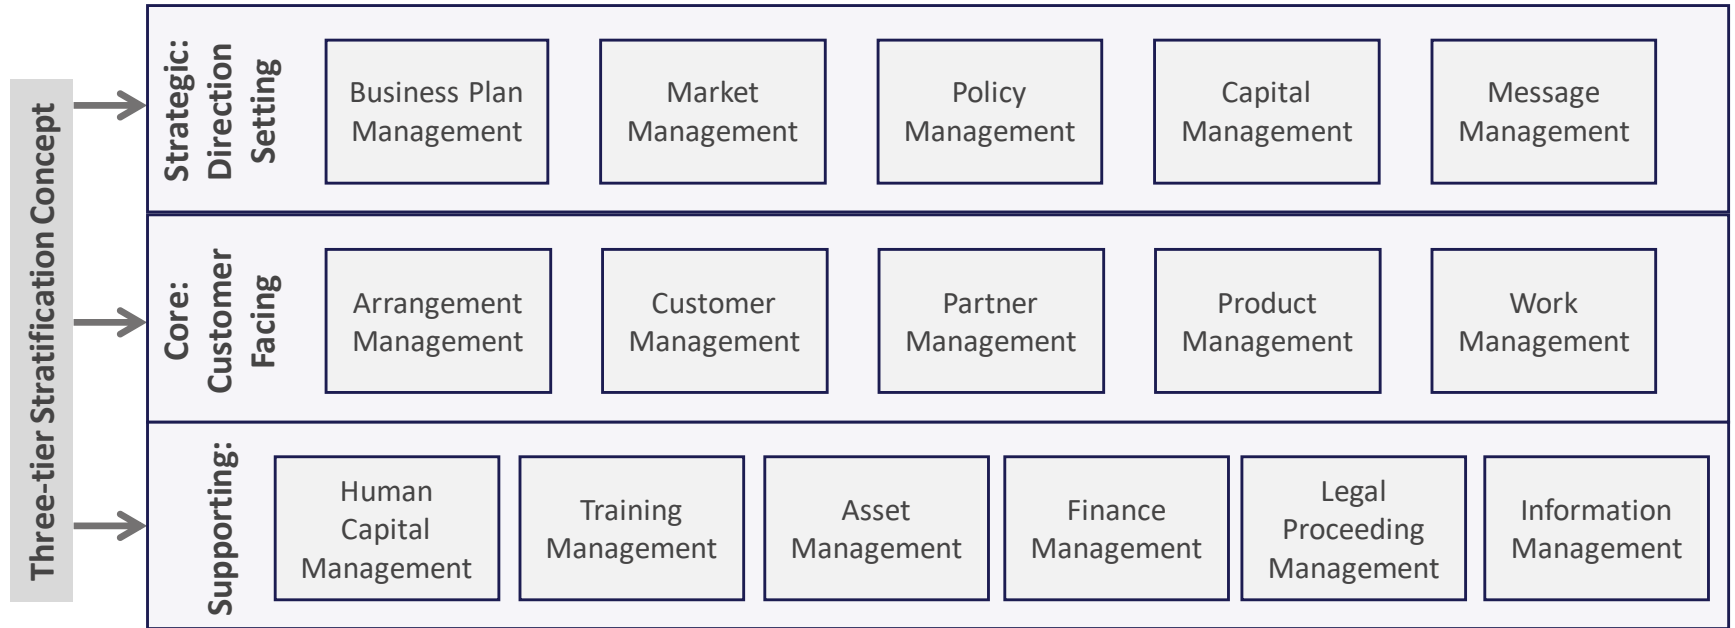 Three-tier Stratification Concept
Strategic:
Direction
Setting
Business Plan
Management
Market
Management
Policy
Management
Capital
Management
Message
Management
Core:
Customer
Facing
Arrangement
Management
Customer
Management
Partner
Management
Product
Management
Work
Management
Supporting:
Human
Capital
Management
Training
Management
Asset
Management
Finance
Management
Legal
Proceeding
Management
Information
Management